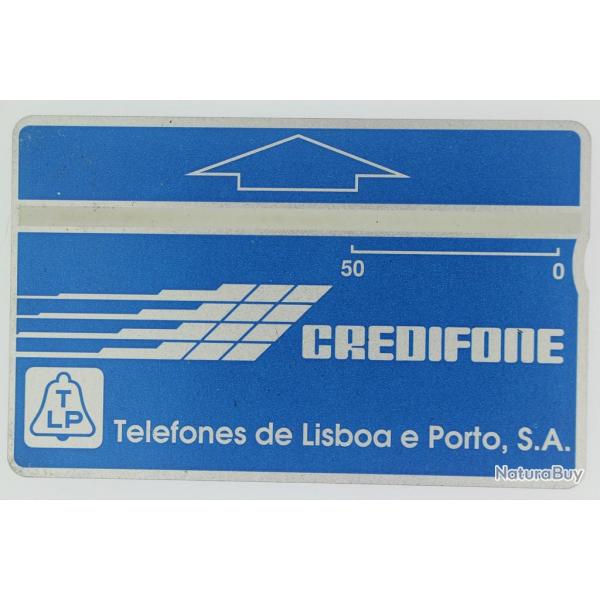 50 0
CREDIFONE
T
LP
Telefones de Lisboa e Porto, S.A.
NaturaBuy